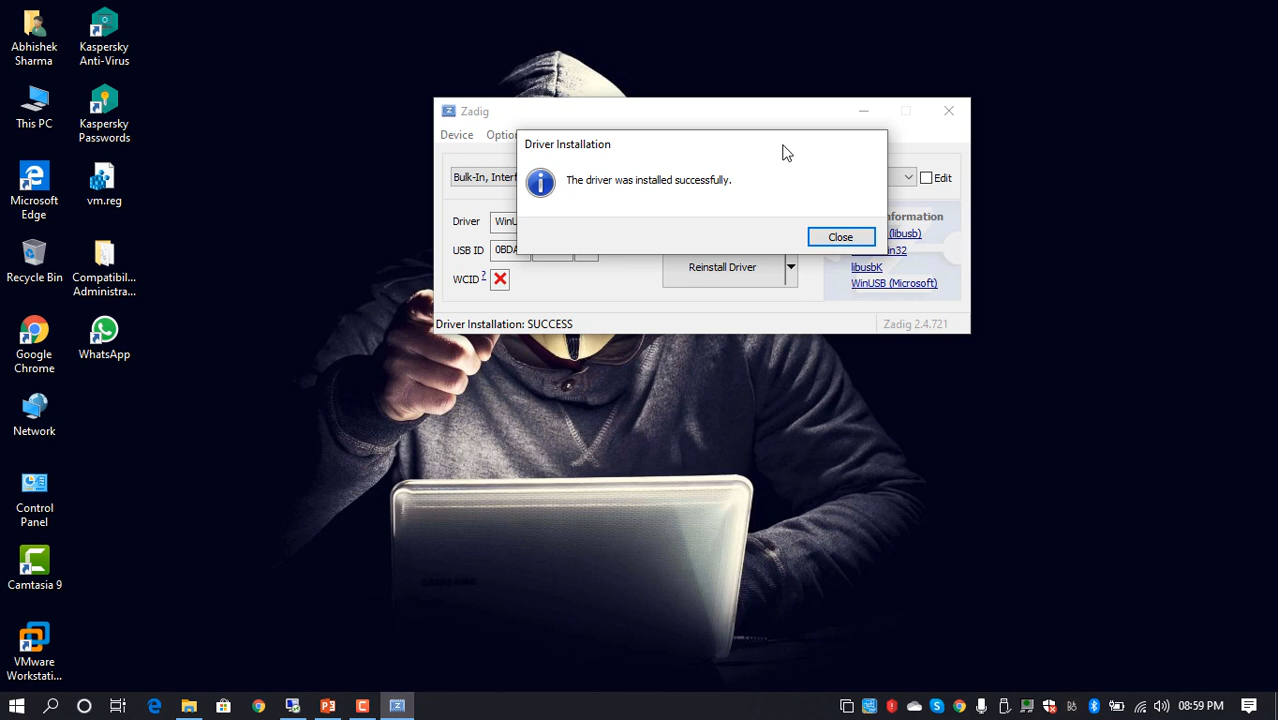 Abhishek
Sharma
Kaspersky
Anti-Virus
This PC
Kaspersky
Passwords
Microsoft
Edge
vm.reg
Recycle Bin
Compatibil...
Administra...
Google
Chrome
WhatsApp
Network
Control
Panel
Camtasia 9
VMware
Workstati...
Zadig
Device
Driver Installation
The driver was installed successfully.
Close
Bulk-In,
Edit
Driver
(libusb)
USB ID
0BDA
WCID ?
Reinstall Driver
libusbK
WinUSB (Microsoft)
Driver Installation: SUCCESS
Zadig 2.4.721
08:59 PM